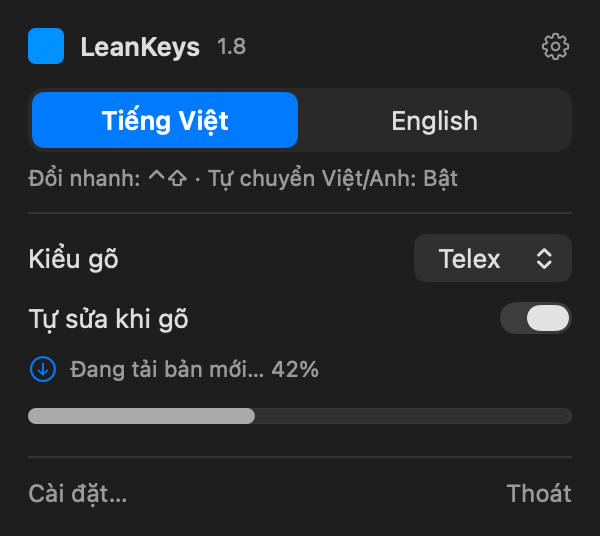 LeanKeys 1.8
Tiếng Việt English
Đổi nhanh: ⌃⇧ · Tự chuyển Việt/Anh: Bật
Kiểu gõ Telex
Tự sửa khi gõ
Đang tải bản mới... 42%
Cài đặt... Thoát